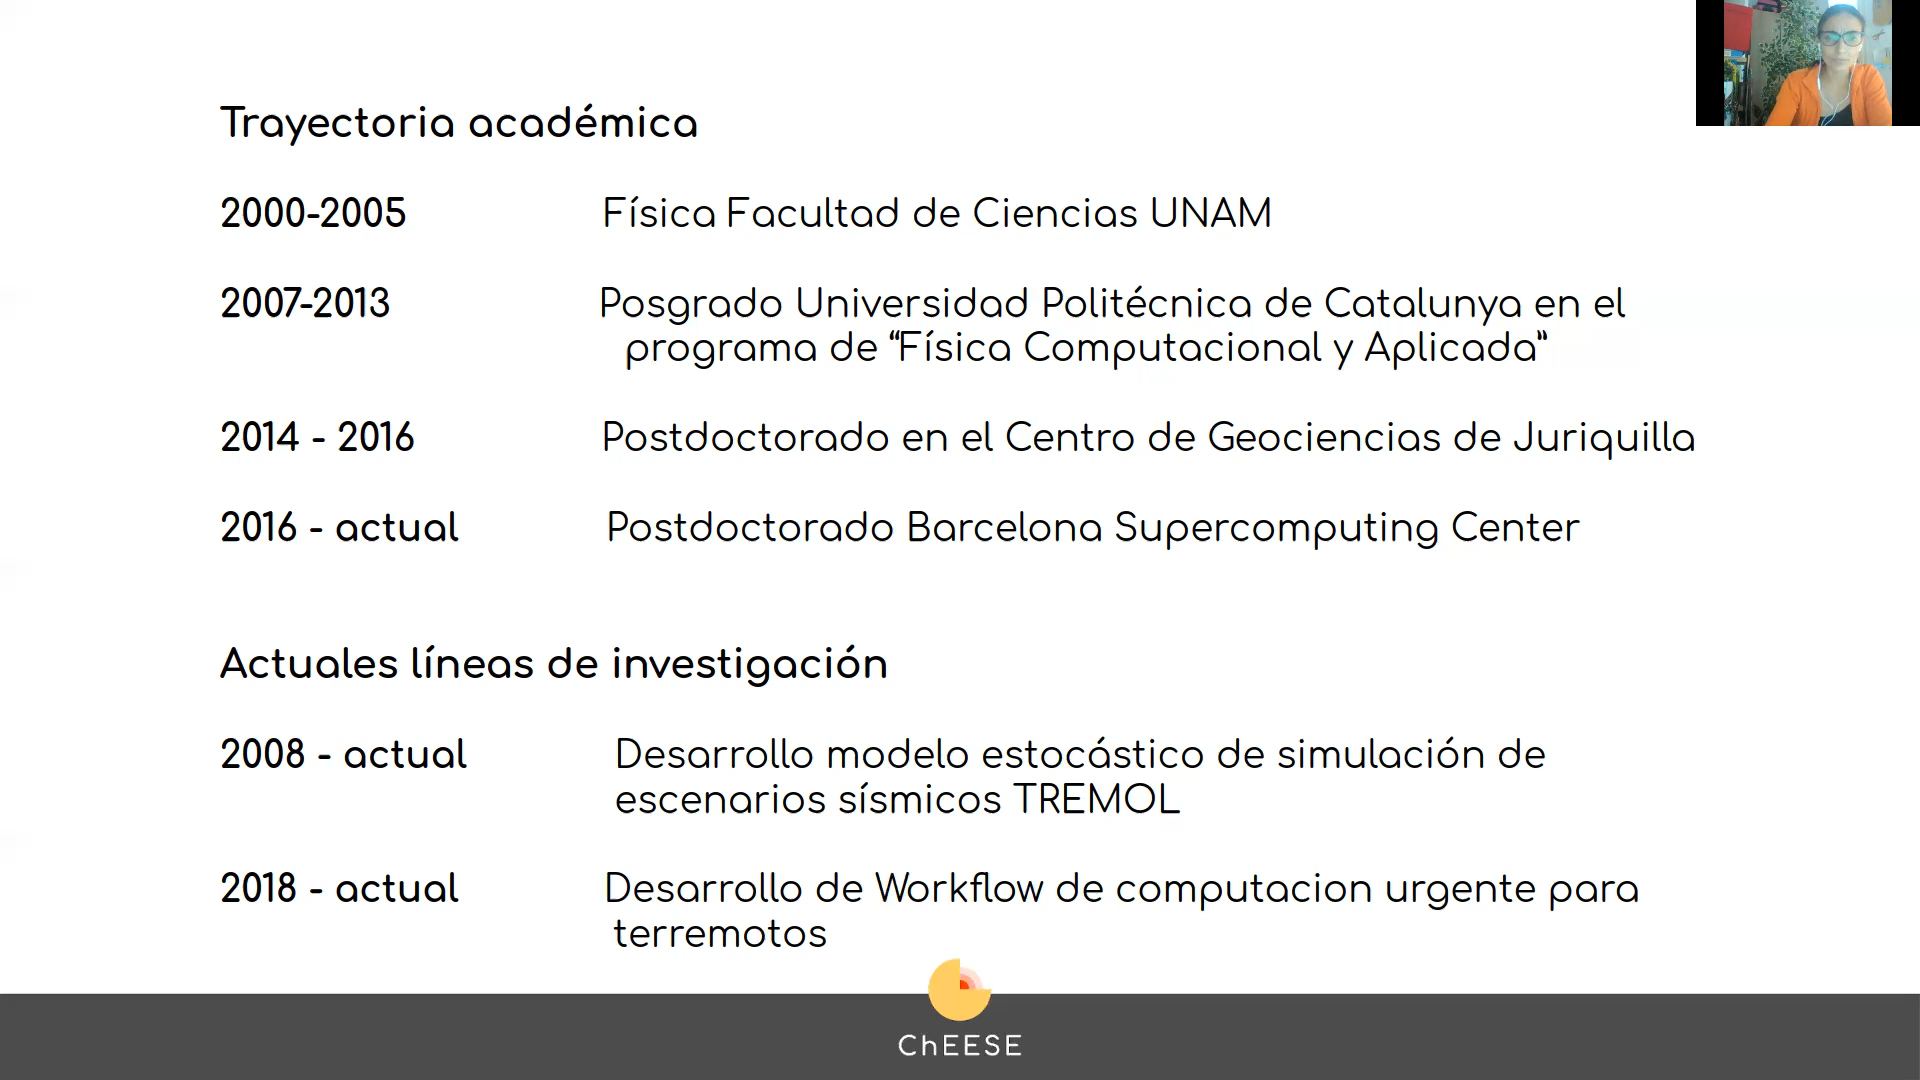 Trayectoria académica
2000-2005 Física Facultad de Ciencias UNAM
2007-2013 Posgrado Universidad Politécnica de Catalunya en el
programa de “Física Computacional y Aplicada”
2014 - 2016 Postdoctorado en el Centro de Geociencias de Juriquilla
2016 - actual Postdoctorado Barcelona Supercomputing Center
Actuales líneas de investigación
2008 - actual Desarrollo modelo estocástico de simulación de
escenarios sísmicos TREMOL
2018 - actual Desarrollo de Workflow de computacion urgente para
terremotos
ChEESE